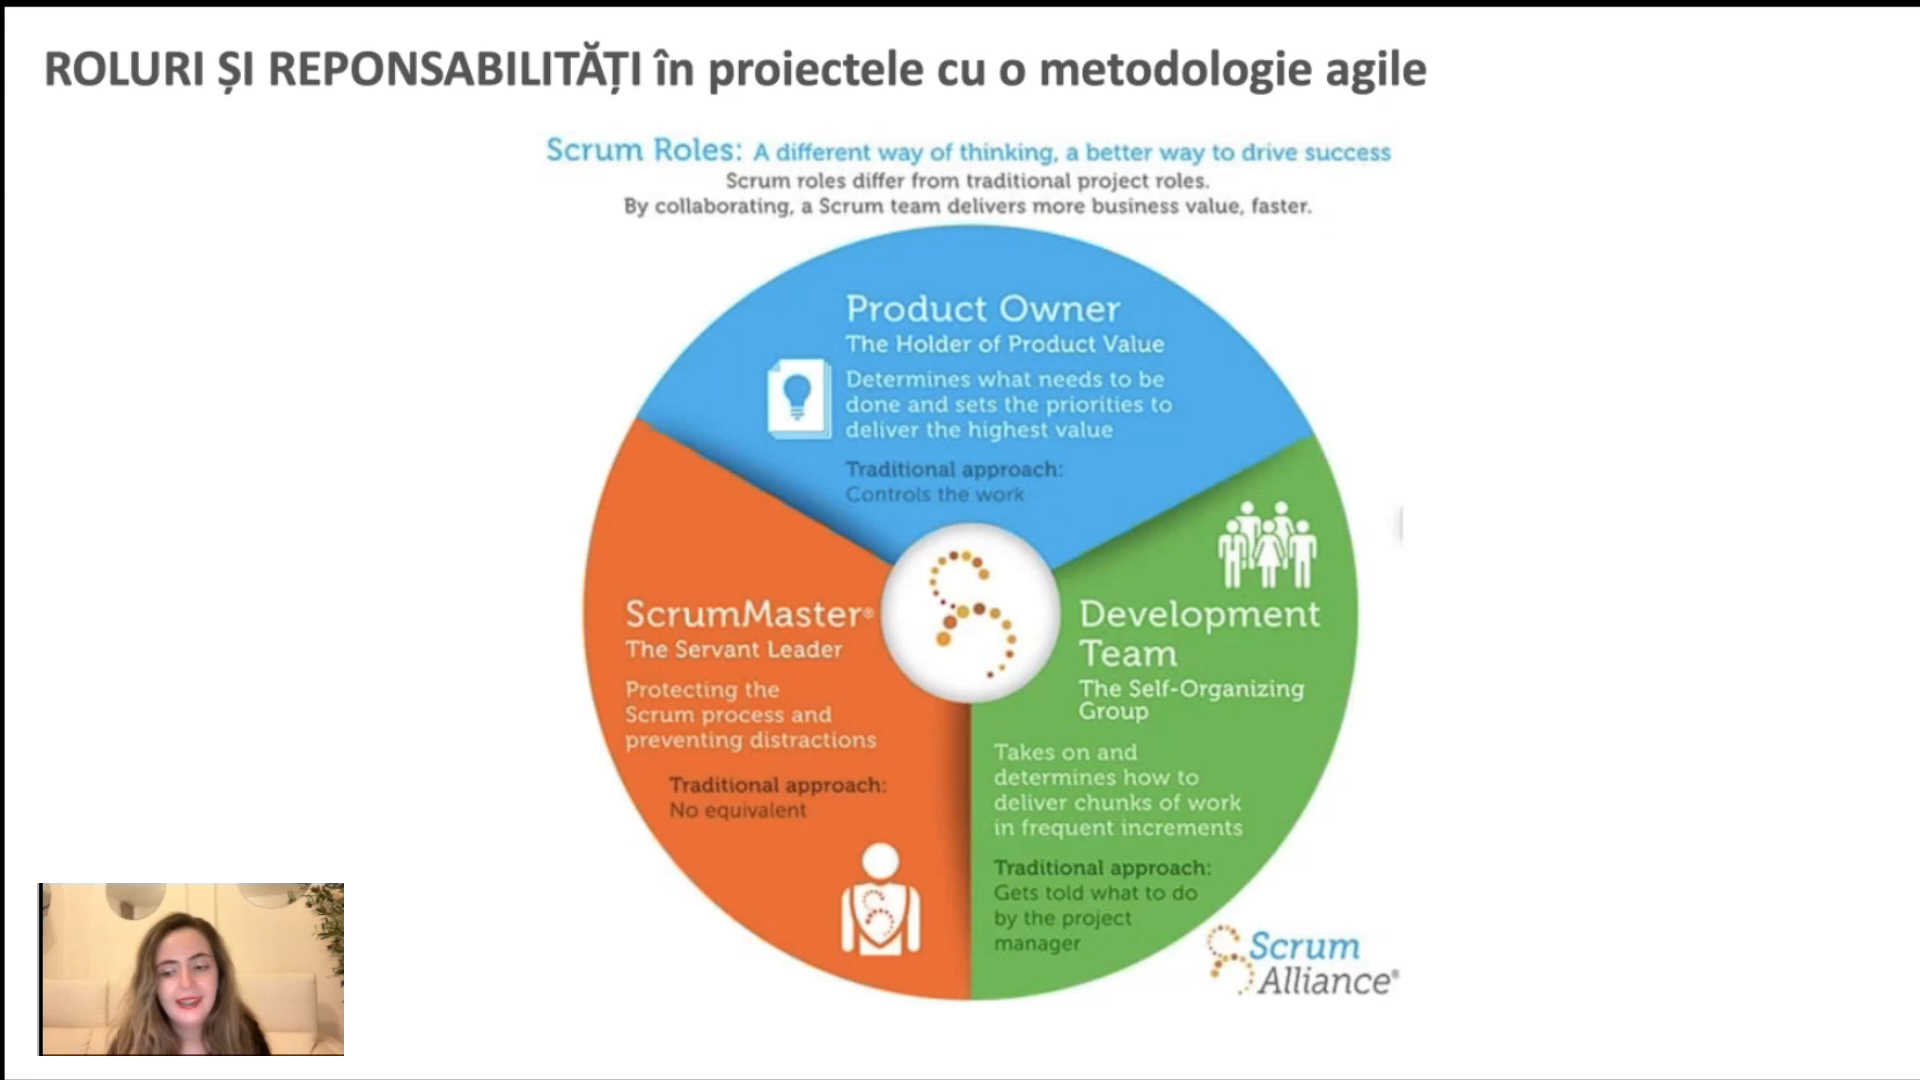 ROLURI ȘI REPONSABILITĂȚI în proiectele cu o metodologie agile
Scrum Roles: A different way of thinking, a better way to drive success
Scrum roles differ from traditional project roles.
By collaborating, a Scrum team delivers more business value, faster.
Product Owner
The Holder of Product Value
Determines what needs to be
done and sets the priorities to
deliver the highest value
Traditional approach:
Controls the work
ScrumMaster®
The Servant Leader
Protecting the
Scrum process and
preventing distractions
Traditional approach:
No equivalent
Development
Team
The Self-Organizing
Group
Takes on and
determines how to
deliver chunks of work
in frequent increments
Traditional approach:
Gets told what to do
by the project
manager
Scrum
Alliance®